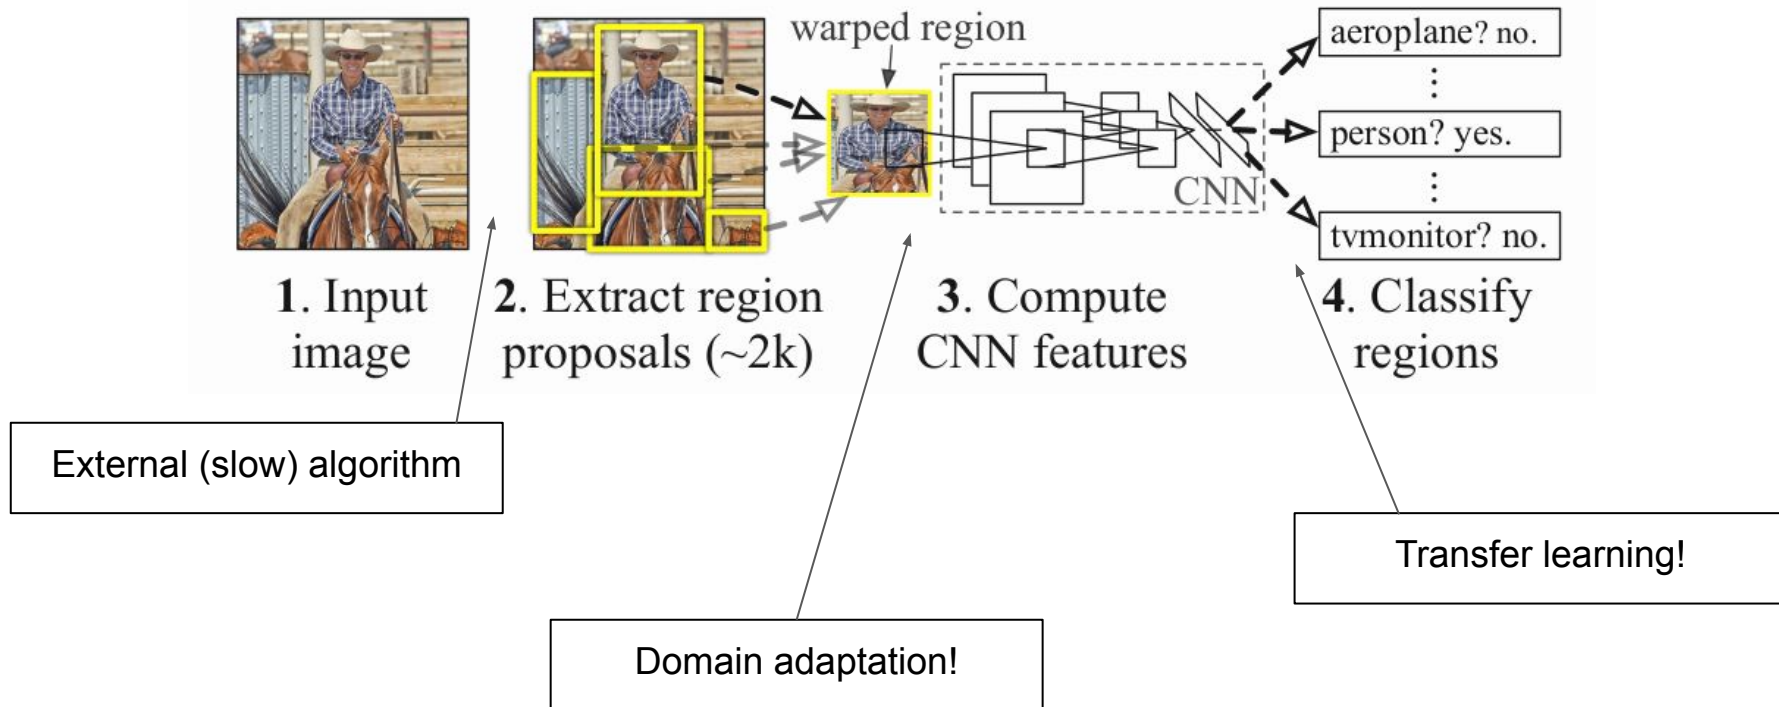 warped region
aeroplane? no.
person? yes.
CNN
tvmonitor? no.
1. Input
image
2. Extract region
proposals (~2k)
3. Compute
CNN features
4. Classify
regions
External (slow) algorithm
Transfer learning!
Domain adaptation!